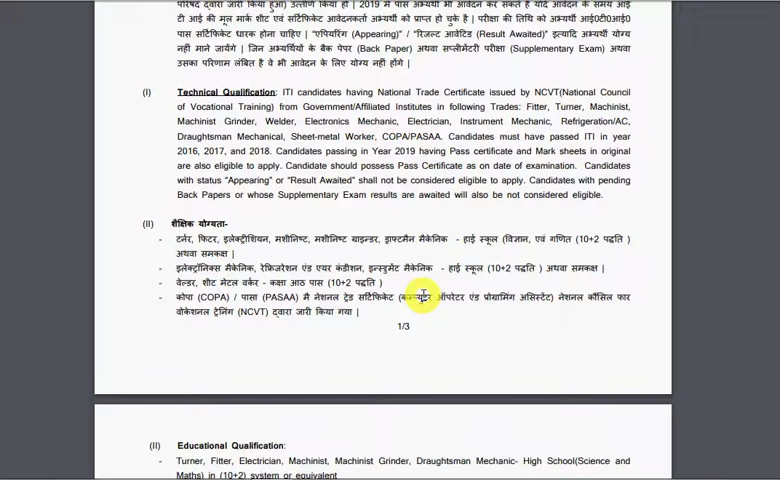 परिषद द्वारा जारी किया हुआ) उत्तीर्ण किया हो | 2019 में पास अभ्यर्थी भी आवेदन कर सकते हैं यदि आवेदन के समय आई
टी आई की मूल मार्क शीट एवं सर्टिफिकेट आवेदनकर्ता अभ्यर्थी को प्राप्त हो चुके है | परीक्षा की तिथि को अभ्यर्थी आई0टी0आई0
पास सर्टिफिकेट धारक होना चाहिए | "एपियरिंग (Appearing)" / "रिजल्ट आवेटिड (Result Awaited)" इत्यादि अभ्यर्थी योग्य
नहीं माने जायेंगे | जिन अभ्यर्थियों के बैक पेपर (Back Paper) अथवा सप्लीमेंटरी परीक्षा (Supplementary Exam) अथवा
उसका परिणाम लंबित है वे भी आवेदन के लिए योग्य नहीं होंगे |
(I) Technical Qualification: ITI candidates having National Trade Certificate issued by NCVT(National Council
of Vocational Training) from Government/Affiliated Institutes in following Trades: Fitter, Turner, Machinist,
Machinist Grinder, Welder, Electronics Mechanic, Electrician, Instrument Mechanic, Refrigeration/AC,
Draughtsman Mechanical, Sheet-metal Worker, COPA/PASAA. Candidates must have passed ITI in year
2016, 2017, and 2018. Candidates passing in Year 2019 having Pass certificate and Mark sheets in original
are also eligible to apply. Candidate should possess Pass Certificate as on date of examination. Candidates
with status "Appearing" or "Result Awaited" shall not be considered eligible to apply. Candidates with pending
Back Papers or whose Supplementary Exam results are awaited will also be not considered eligible.
(II) शैक्षिक योग्यता-
- टर्नर, फिटर, इलेक्ट्रीशियन, मशीनिष्ट, मशीनिष्ट ग्राइन्डर, ड्राफ्टमैन मैकेनिक - हाई स्कूल (विज्ञान, एवं गणित (10+2 पद्धति )
अथवा समकक्ष |
- इलेक्ट्रॉनिक्स मैकेनिक, रेफ्रिजरेशन एंड एयर कंडीशन, इन्स्ट्रुमेंट मैकेनिक - हाई स्कूल (10+2 पद्धति ) अथवा समकक्ष |
- वेल्डर, शीट मेटल वर्कर - कक्षा आठ पास (10+2 पद्धति )
- कोपा (COPA) / पासा (PASAA) मै नेशनल ट्रेड सर्टिफिकेट (कम्प्यूटर ऑपरेटर एंड प्रोग्रामिंग असिस्टेंट) नेशनल कौंसिल फार
वोकेशनल ट्रेनिंग (NCVT) द्वारा जारी किया गया |
1/3
(II) Educational Qualification:
- Turner, Fitter, Electrician, Machinist, Machinist Grinder, Draughtsman Mechanic- High School(Science and
Maths) in (10+2) system or equivalent